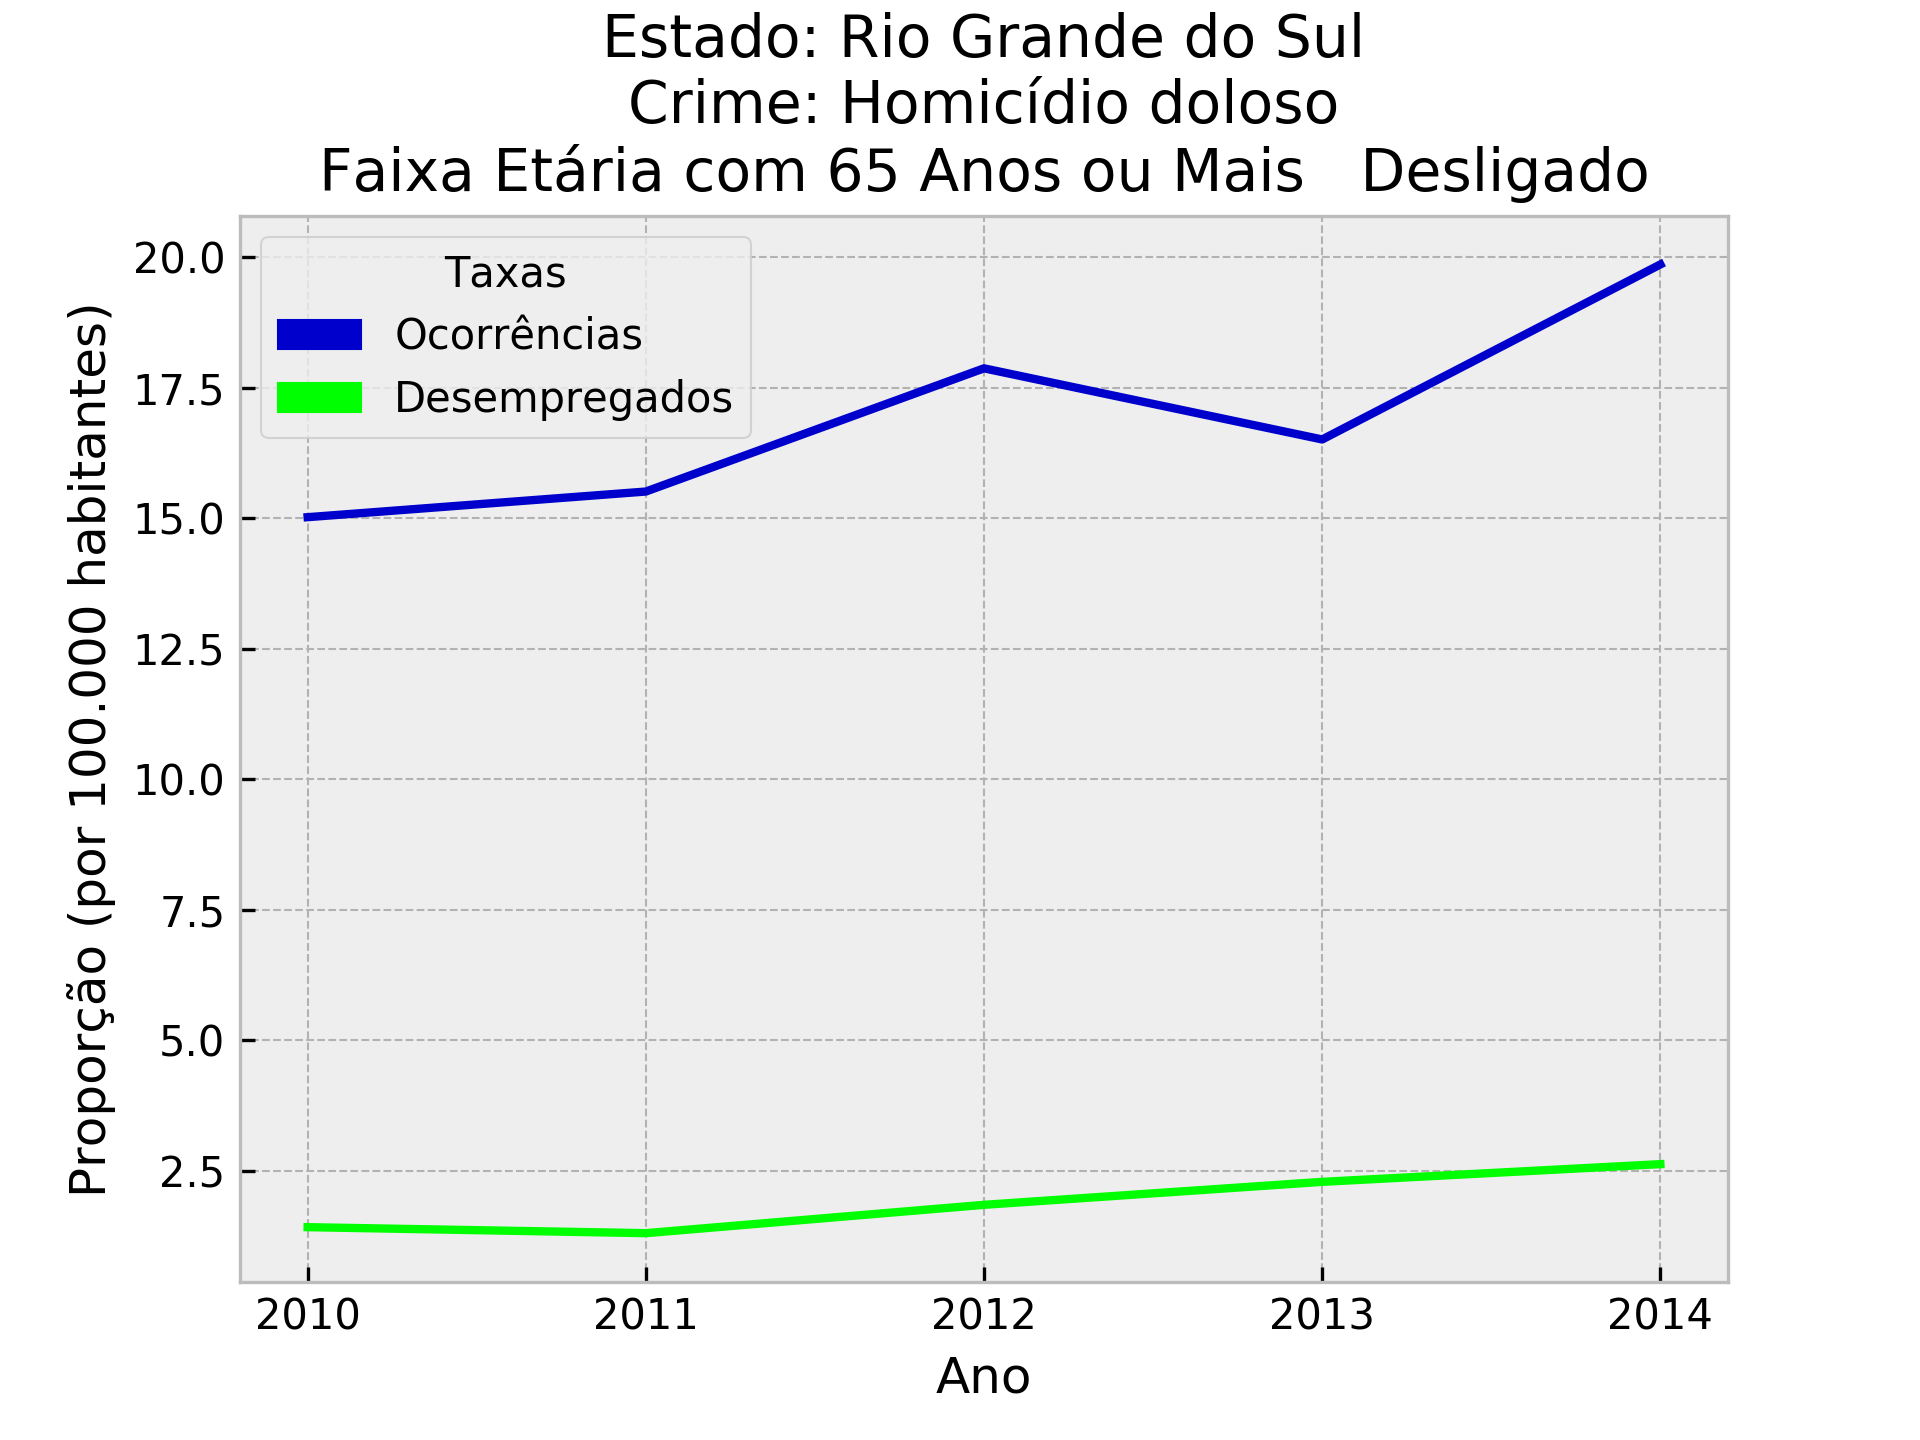 Estado: Rio Grande do Sul
Crime: Homicídio doloso
Faixa Etária com 65 Anos ou Mais   Desligado
Taxas
Ocorrências
Desempregados
Proporção (por 100.000 habitantes)
20.0
17.5
15.0
12.5
10.0
7.5
5.0
2.5
2010 2011 2012 2013 2014
Ano